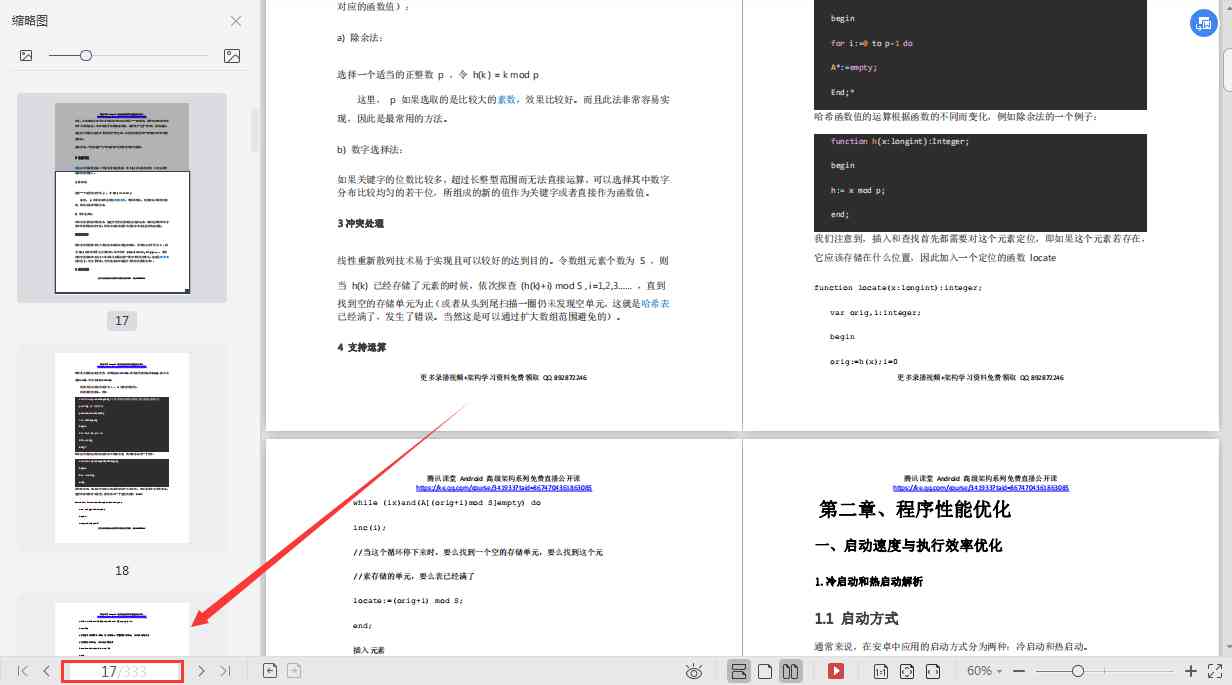 缩略图
17
18
对应的函数值）：
a) 除余法：
选择一个适当的正整数 p ，令 h(k ) = k mod p
这里， p 如果选取的是比较大的素数，效果比较好。而且此法非常容易实
现，因此是最常用的方法。
b) 数字选择法：
如果关键字的位数比较多，超过长整型范围而无法直接运算，可以选择其中数字
分布比较均匀的若干位，所组成的新的值作为关键字或者直接作为函数值。
3 冲突处理
线性重新散列技术易于实现且可以较好的达到目的。令数组元素个数为 S ，则
当 h(k) 已经存储了元素的时候，依次探查 (h(k)+i) mod S , i=1,2,3…… ，直到
找到空的存储单元为止（或者从头到尾扫描一圈仍未发现空单元，这就是哈希表
已经满了，发生了错误。当然这是可以通过扩大数组范围避免的）。
4 支持运算
更多录播视频+架构学习资料免费领取 QQ 892872246
begin
for i:=0 to p-1 do
A*:=empty;
End;*
哈希函数值的运算根据函数的不同而变化，例如除余法的一个例子：
function h(x:longint):Integer;
begin
h:= x mod p;
end;
我们注意到，插入和查找首先都需要对这个元素定位，即如果这个元素若存在，
它应该存储在什么位置，因此加入一个定位的函数 locate
function locate(x:longint):integer;
var orig,i:integer;
begin
orig:=h(x);i=0
更多录播视频+架构学习资料免费领取 QQ 892872246
腾讯课堂 Android 高级架构系列免费直播公开课
https://ke.qq.com/course/341933?taid=6674704361863085
while (ix)and(A[(orig+i)mod S]empty) do
inc(i);
//当这个循环停下来时，要么找到一个空的存储单元，要么找到这个元
//素存储的单元，要么表已经满了
locate:=(orig+i) mod S;
end;
插入元素
腾讯课堂 Android 高级架构系列免费直播公开课
https://ke.qq.com/course/341933?taid=6674704361863085
第二章、程序性能优化
一、启动速度与执行效率优化
1.冷启动和热启动解析
1.1 启动方式
通常来说，在安卓中应用的启动方式分为两种：冷启动和热启动。
17/333
1:1
60%